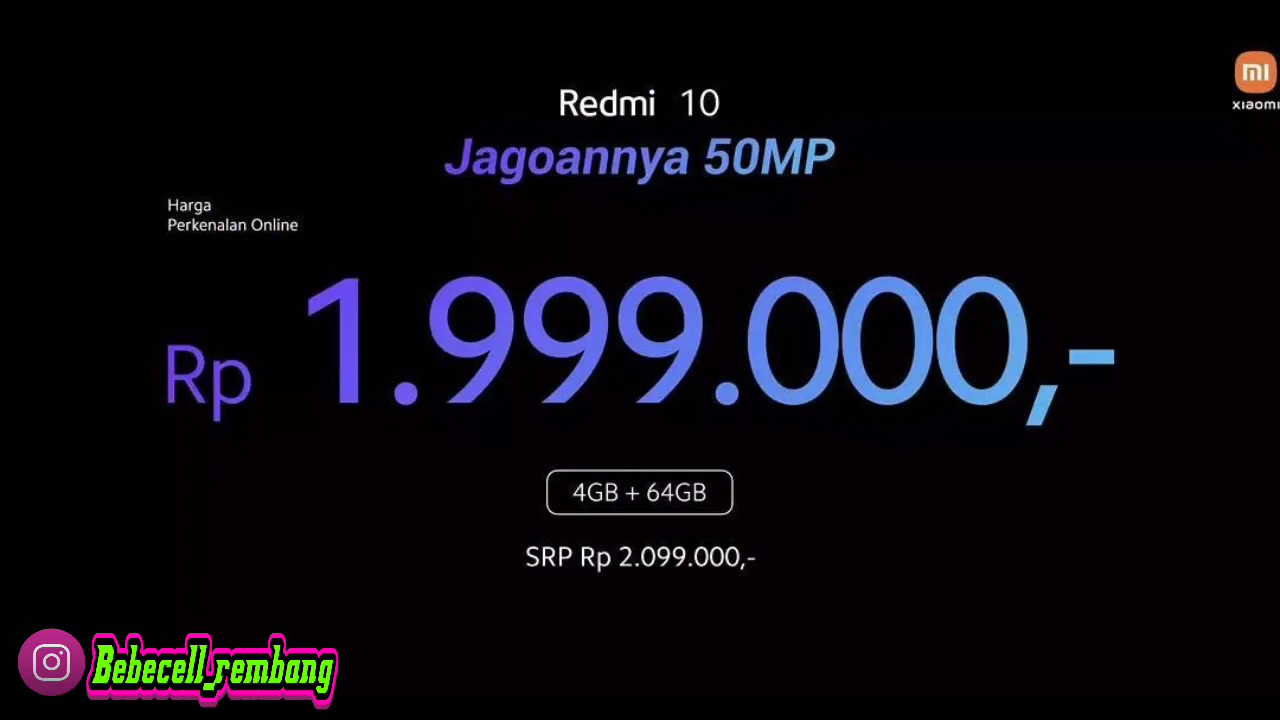 mi
xiaomi
Redmi 10
Jagoannya 50MP
Harga
Perkenalan Online
Rp 1.999.000,-
4GB + 64GB
SRP Rp 2.099.000,-
Bebecell_rembang